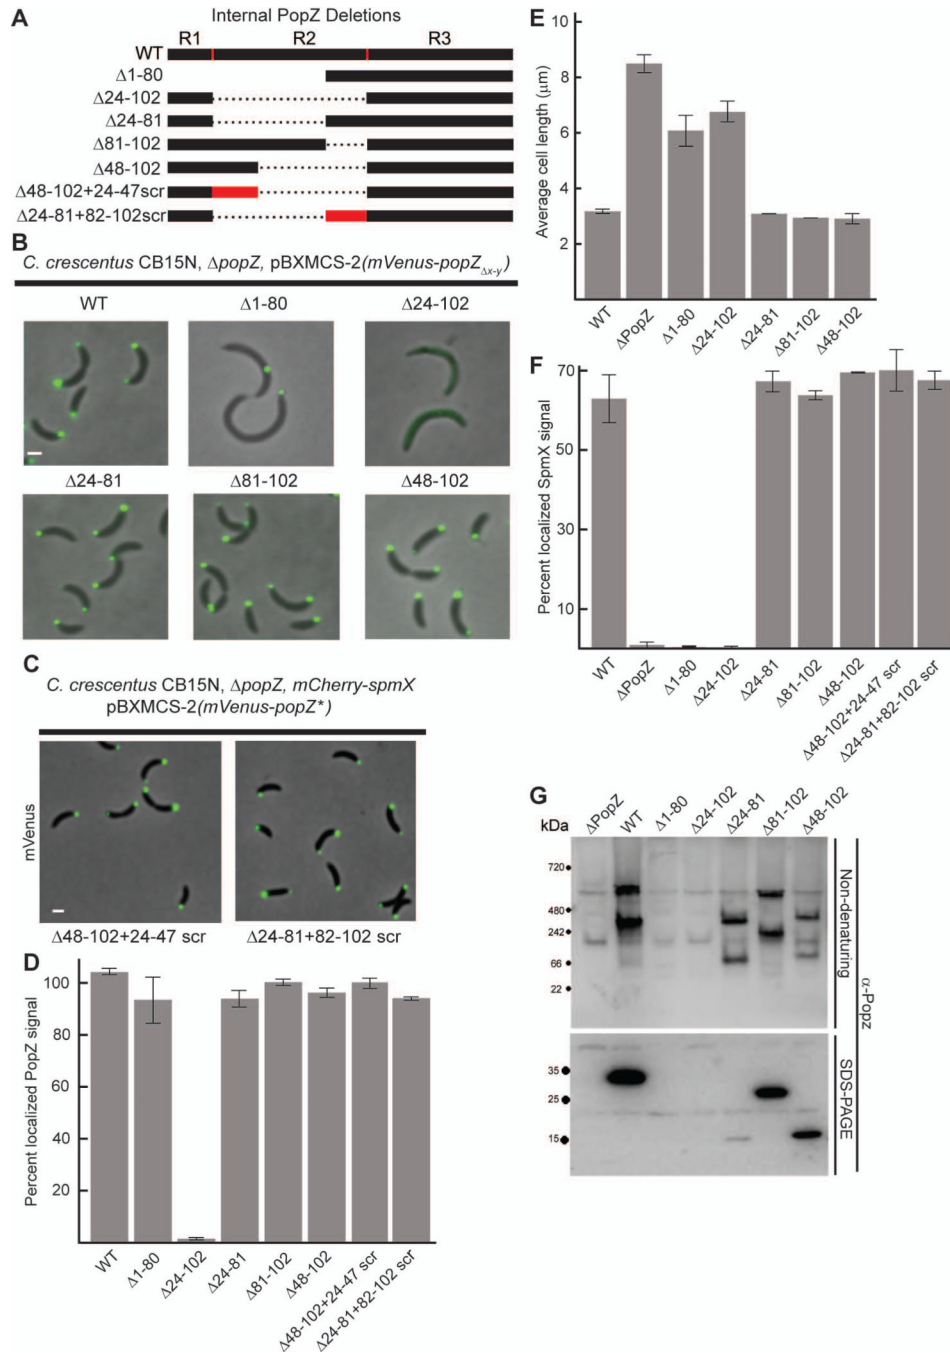 A
Internal PopZ Deletions
R1 R2 R3
WT
Δ1-80
Δ24-102
Δ24-81
Δ81-102
Δ48-102
Δ48-102+24-47scr
Δ24-81+82-102scr
B
C. crescentus CB15N, ΔpopZ, pBXMCS-2(mVenus-popZΔx-y)
WT Δ1-80 Δ24-102
Δ24-81 Δ81-102 Δ48-102
C
C. crescentus CB15N, ΔpopZ, mCherry-spmX
pBXMCS-2(mVenus-popZ*)
mVenus
Δ48-102+24-47 scr Δ24-81+82-102 scr
D
Percent localized PopZ signal
100
80
60
40
20
WT
Δ1-80
Δ24-102
Δ24-81
Δ81-102
Δ48-102
Δ48-102+24-47 scr
Δ24-81+82-102 scr
E
Average cell length (μm)
10
8
6
4
2
WT
ΔPopZ
Δ1-80
Δ24-102
Δ24-81
Δ81-102
Δ48-102
F
Percent localized SpmX signal
70
50
30
10
WT
ΔPopZ
Δ1-80
Δ24-102
Δ24-81
Δ81-102
Δ48-102
Δ48-102+24-47 scr
Δ24-81+82-102 scr
G
kDa
ΔPopZ
WT
Δ1-80
Δ24-102
Δ24-81
Δ81-102
Δ48-102
720
480
242
66
22
Non-denaturing
35
25
15
SDS-PAGE
α-Popz